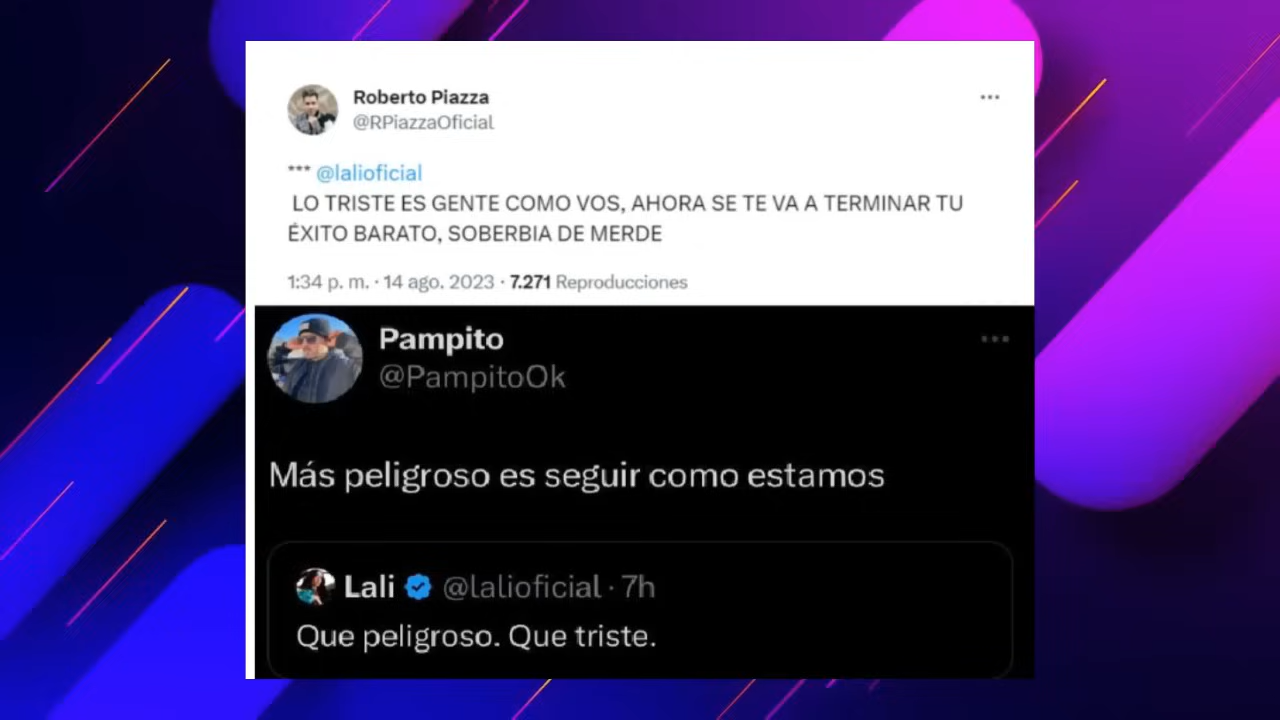 Roberto Piazza
@RPiazzaOficial
...
*** @lalioficial
LO TRISTE ES GENTE COMO VOS, AHORA SE TE VA A TERMINAR TU
ÉXITO BARATO, SOBERBIA DE MERDE
1:34 p. m. · 14 ago. 2023 · 7.271 Reproducciones
Pampito
@PampitoOk
...
Más peligroso es seguir como estamos
Lali @lalioficial · 7h
Que peligroso. Que triste.